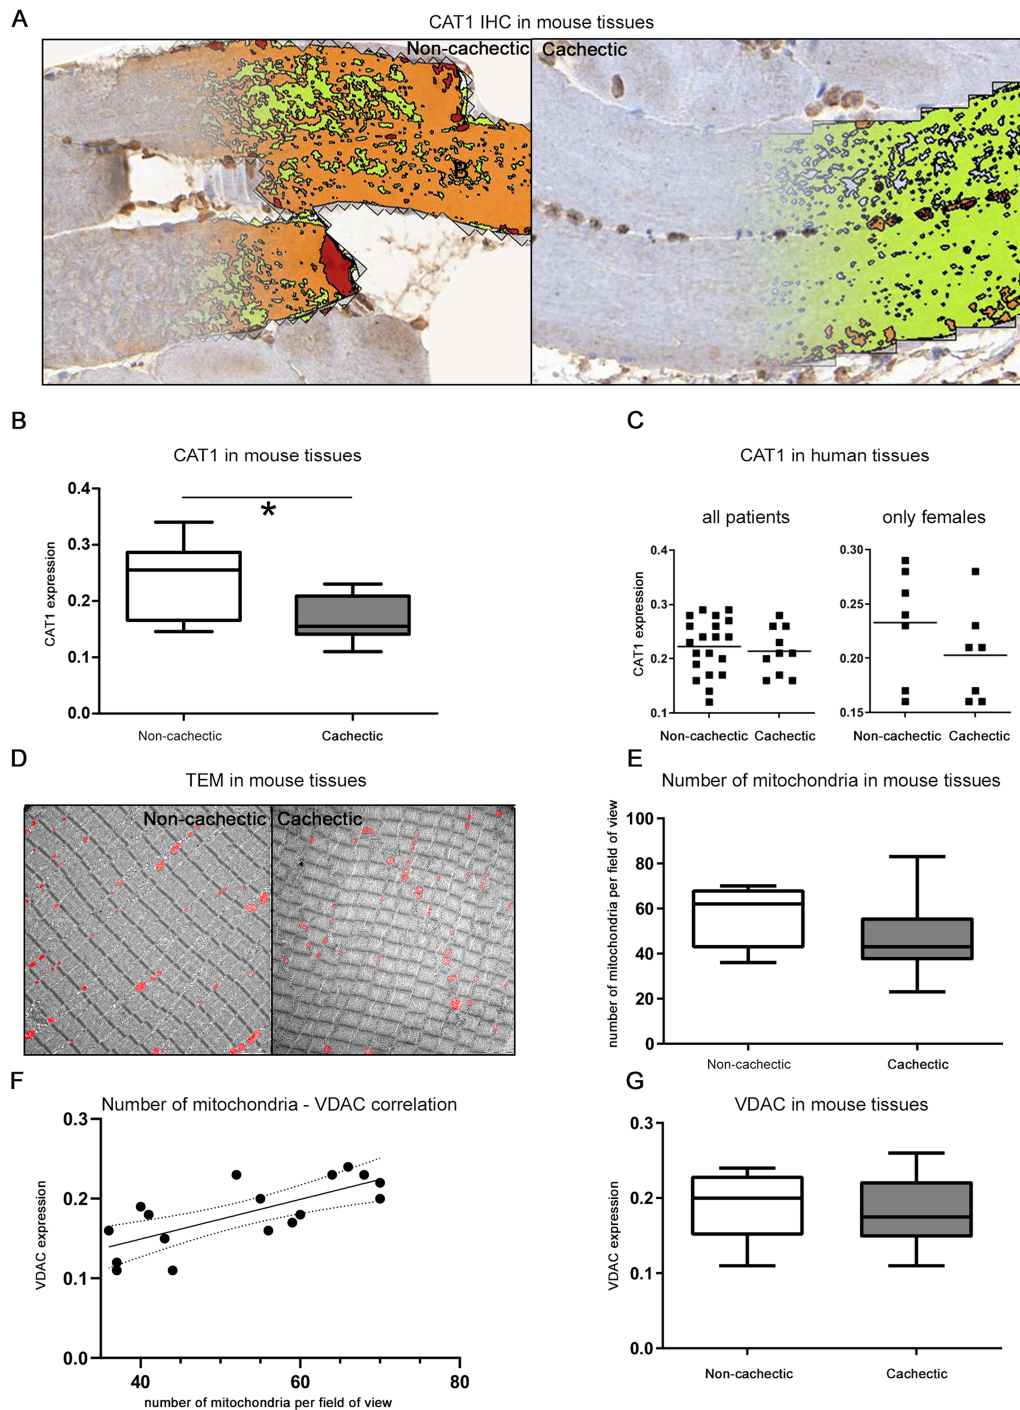 A
CAT1 IHC in mouse tissues
Non-cachectic
Cachectic
B
B
CAT1 in mouse tissues
CAT1 expression
0.4
0.3
0.2
0.1
0.0
*
Non-cachectic
Cachectic
C
CAT1 in human tissues
all patients
CAT1 expression
0.4
0.3
0.2
0.1
Non-cachectic
Cachectic
only females
0.30
0.25
0.20
0.15
Non-cachectic
Cachectic
D
TEM in mouse tissues
Non-cachectic
Cachectic
E
Number of mitochondria in mouse tissues
number of mitochondria per field of view
100
80
60
40
20
0
Non-cachectic
Cachectic
F
Number of mitochondria - VDAC correlation
VDAC expression
0.3
0.2
0.1
0.0
40
60
80
number of mitochondria per field of view
G
VDAC in mouse tissues
VDAC expression
0.3
0.2
0.1
0.0
Non-cachectic
Cachectic